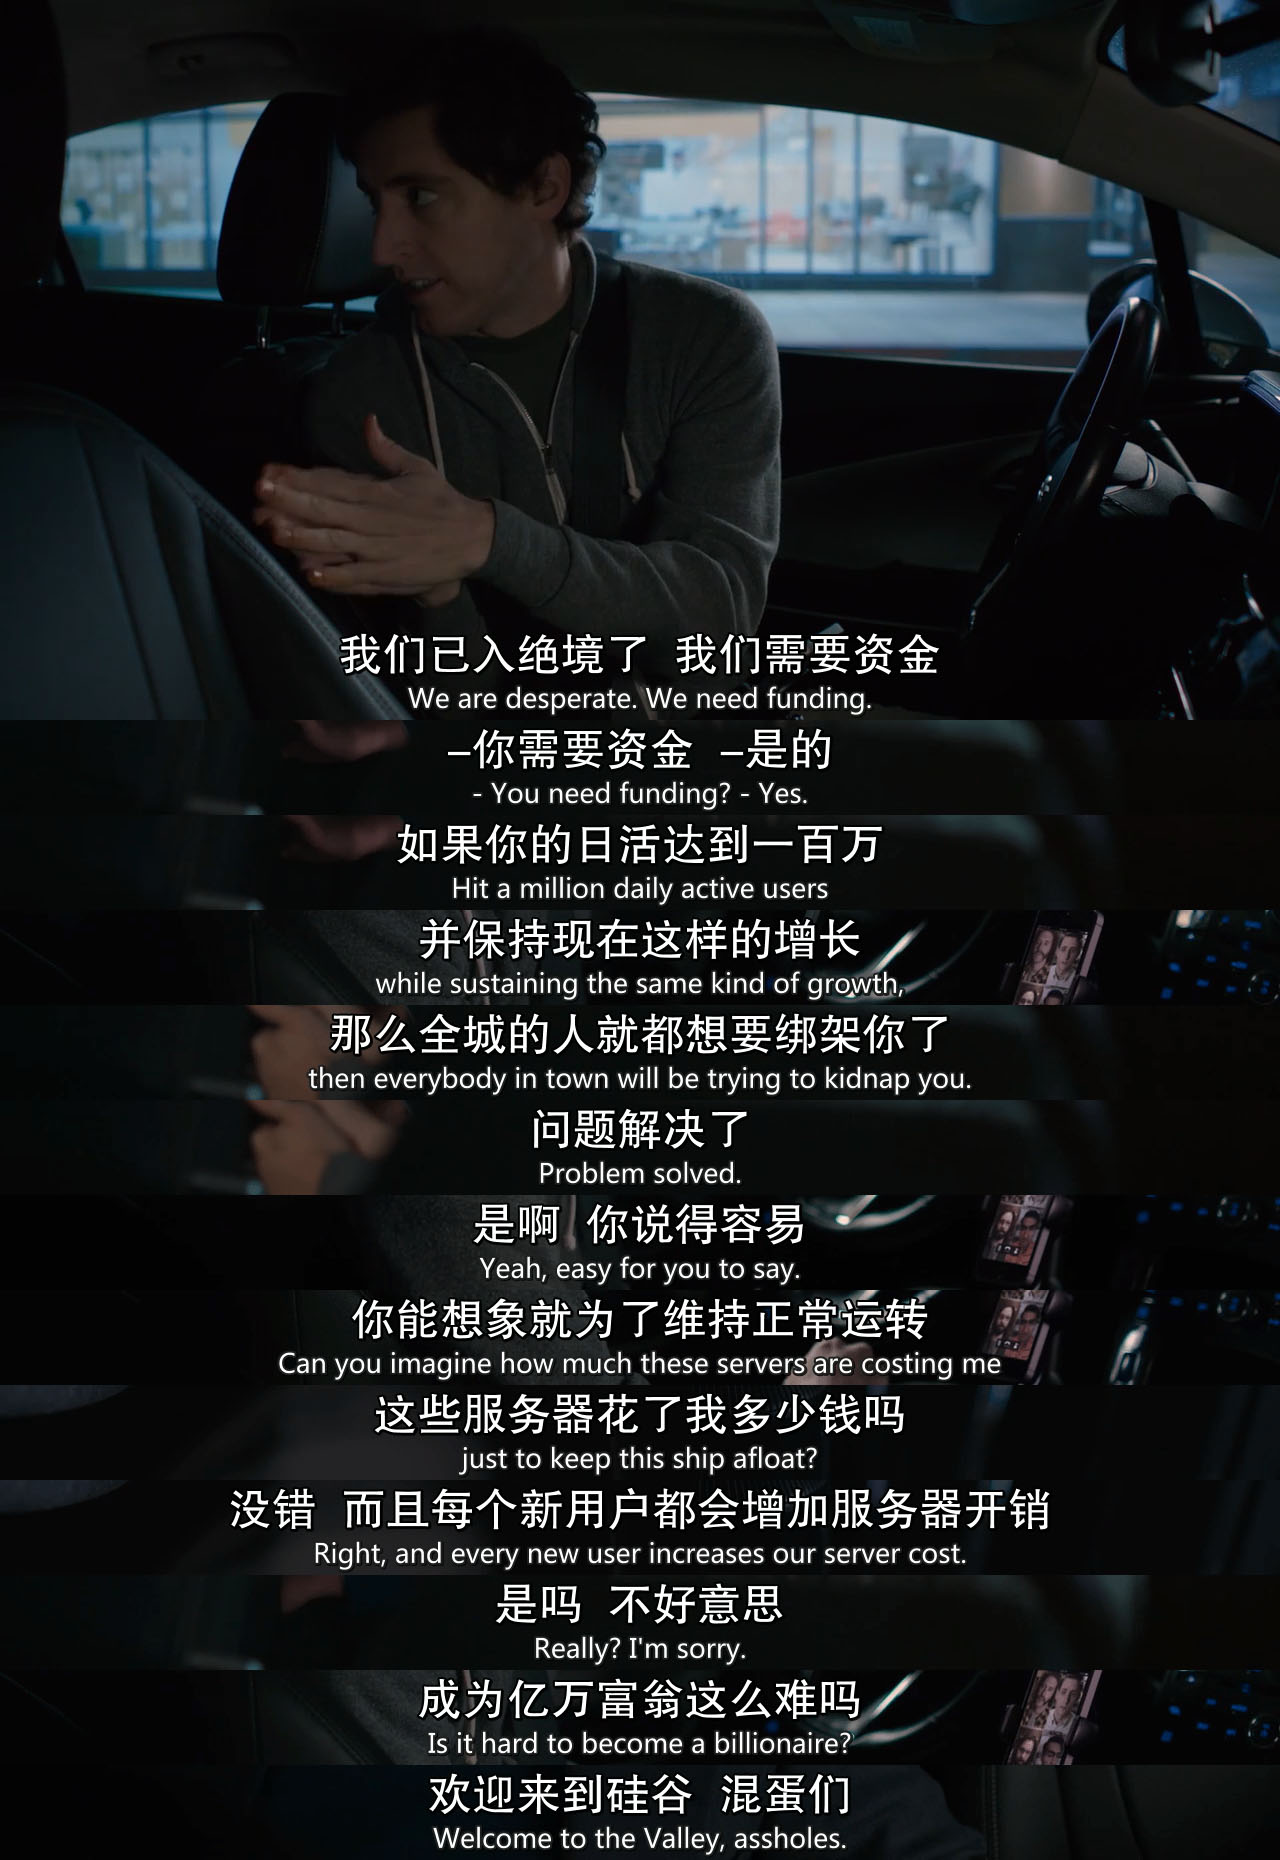 我们已入绝境了 我们需要资金
We are desperate. We need funding.
–你需要资金 –是的
- You need funding? - Yes.
如果你的日活达到一百万
Hit a million daily active users
并保持现在这样的增长
while sustaining the same kind of growth,
那么全城的人就都想要绑架你了
then everybody in town will be trying to kidnap you.
问题解决了
Problem solved.
是啊 你说得容易
Yeah, easy for you to say.
你能想象就为了维持正常运转
Can you imagine how much these servers are costing me
这些服务器花了我多少钱吗
just to keep this ship afloat?
没错 而且每个新用户都会增加服务器开销
Right, and every new user increases our server cost.
是吗 不好意思
Really? I'm sorry.
成为亿万富翁这么难吗
Is it hard to become a billionaire?
欢迎来到硅谷 混蛋们
Welcome to the Valley, assholes.